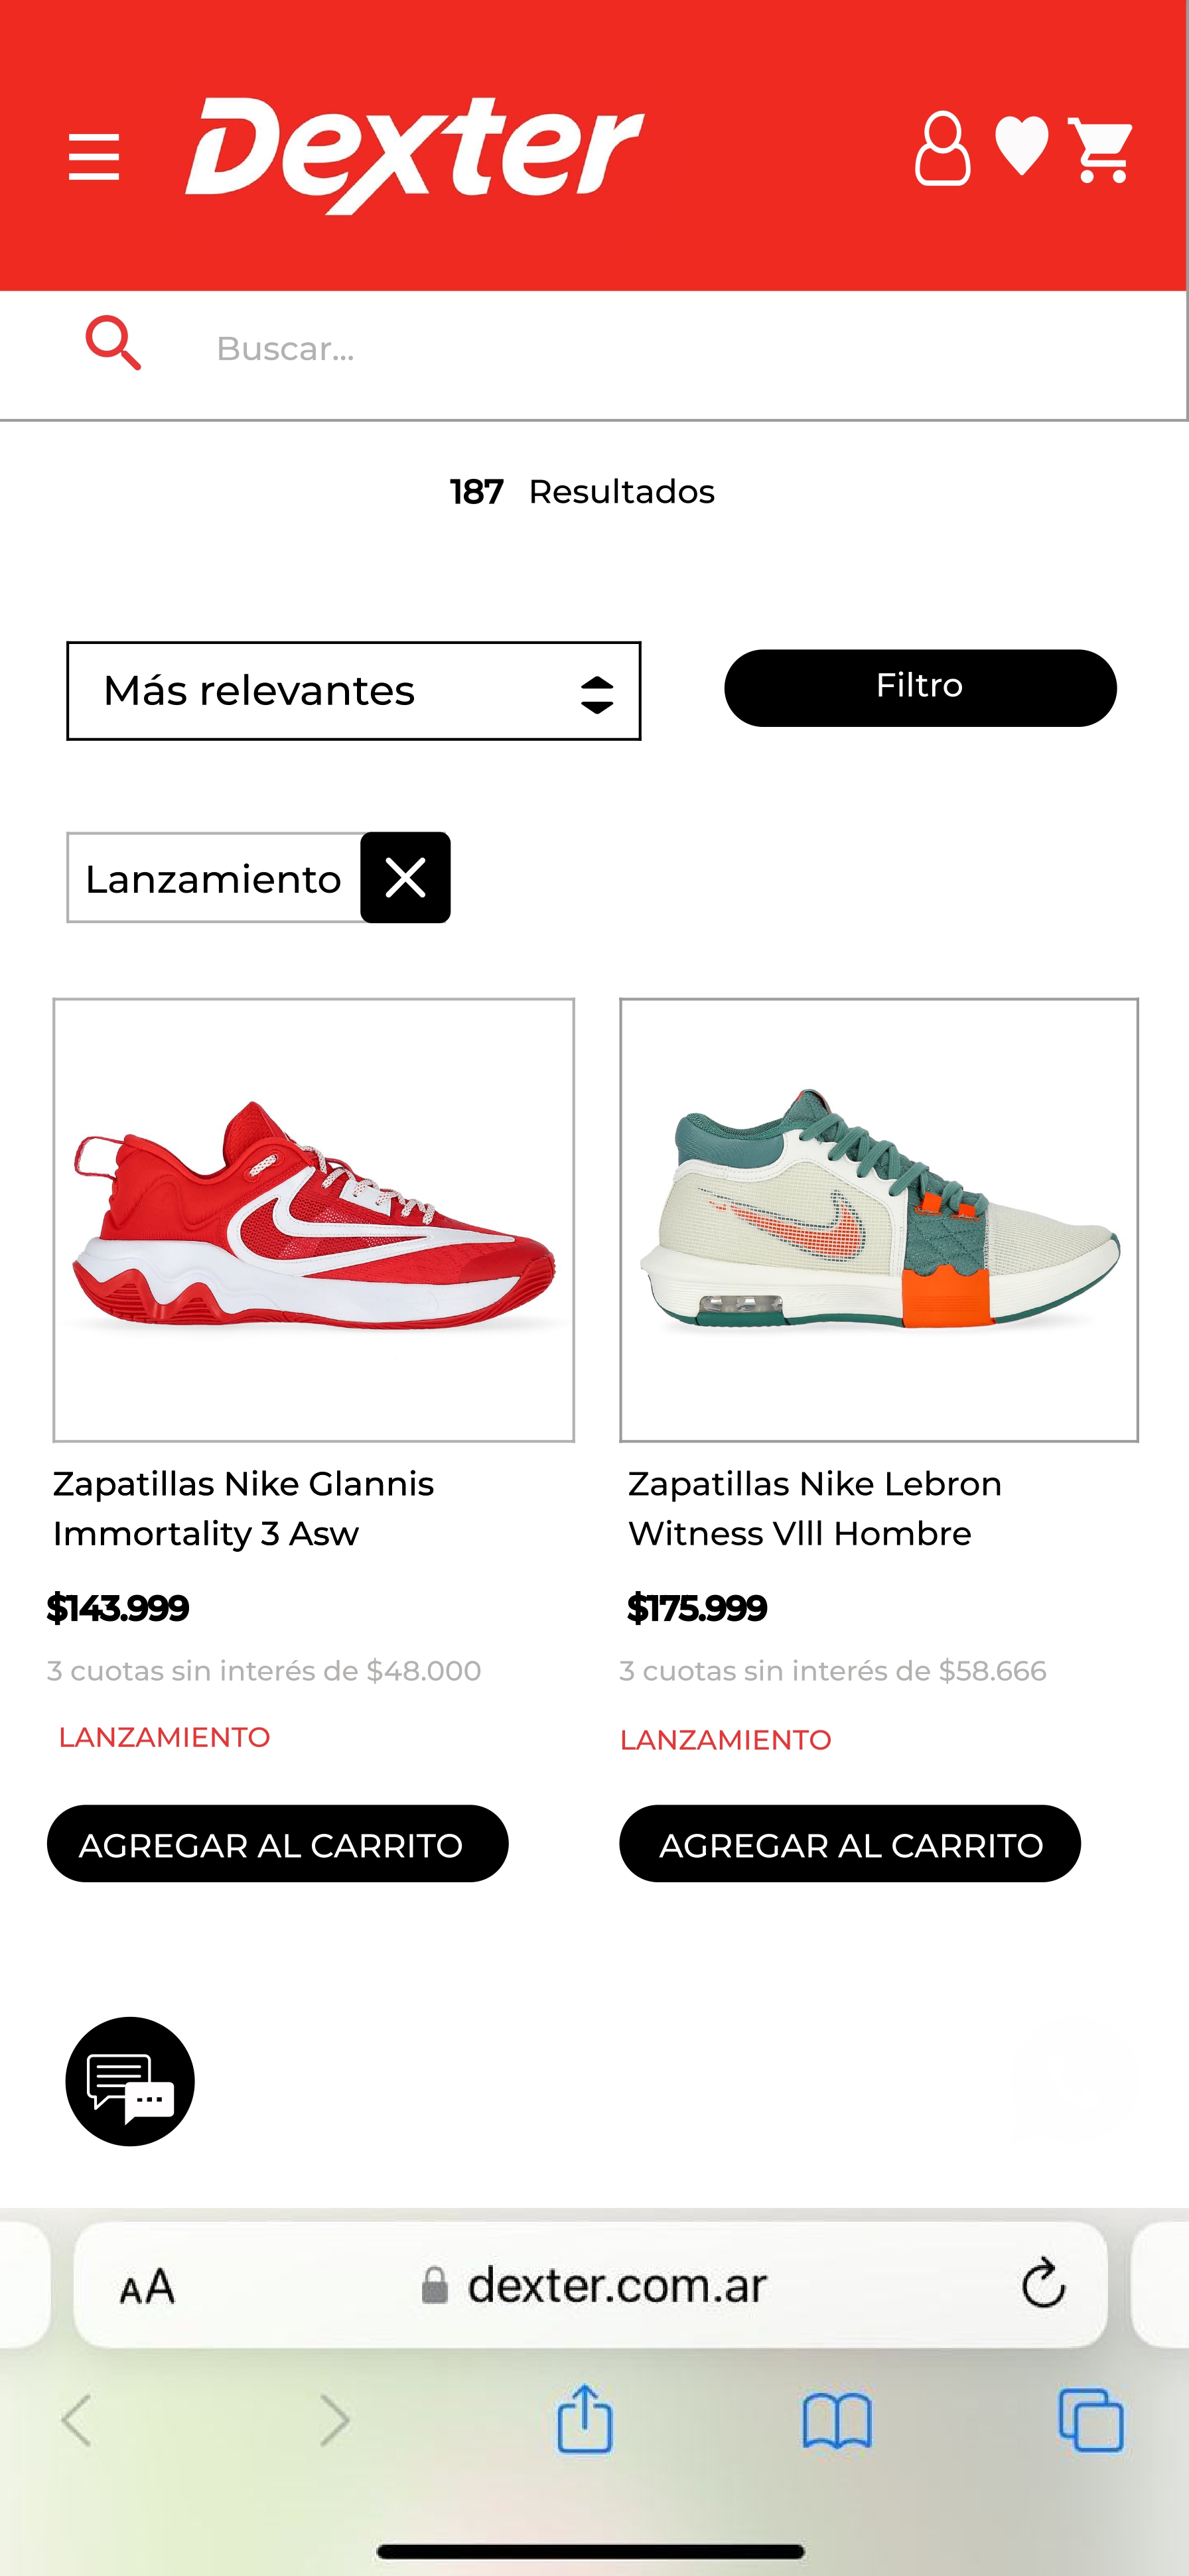 Dexter
Buscar...
187 Resultados
Más relevantes
Filtro
Lanzamiento
Zapatillas Nike Glannis
Immortality 3 Asw
$143.999
3 cuotas sin interés de $48.000
LANZAMIENTO
AGREGAR AL CARRITO
Zapatillas Nike Lebron
Witness Vlll Hombre
$175.999
3 cuotas sin interés de $58.666
LANZAMIENTO
AGREGAR AL CARRITO
AA
dexter.com.ar